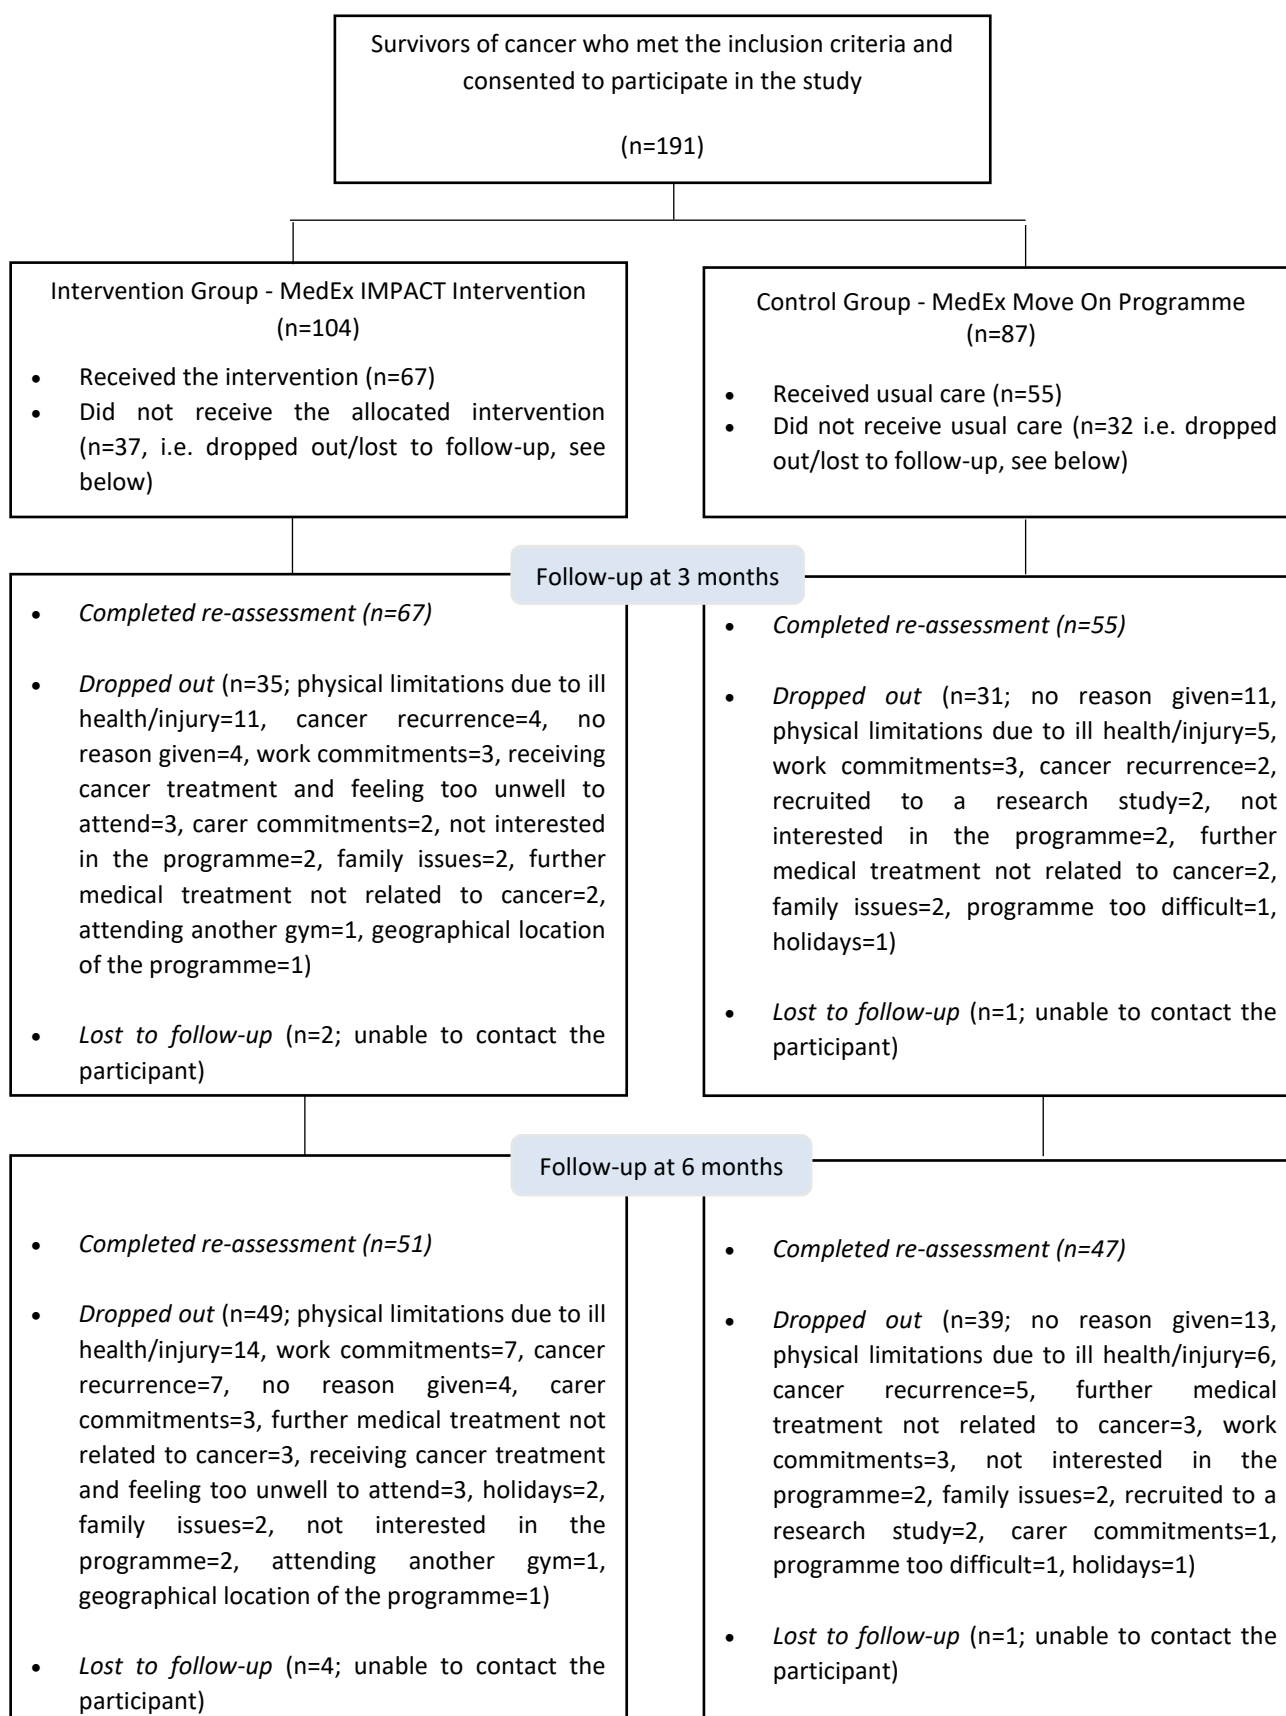 Survivors of cancer who met the inclusion criteria and
consented to participate in the study
(n=191)
Intervention Group - MedEx IMPACT Intervention
(n=104)
• Received the intervention (n=67)
• Did not receive the allocated intervention
(n=37, i.e. dropped out/lost to follow-up, see
below)
Control Group - MedEx Move On Programme
(n=87)
• Received usual care (n=55)
• Did not receive usual care (n=32 i.e. dropped
out/lost to follow-up, see below)
Follow-up at 3 months
• Completed re-assessment (n=67)
• Dropped out (n=35; physical limitations due to ill
health/injury=11, cancer recurrence=4, no
reason given=4, work commitments=3, receiving
cancer treatment and feeling too unwell to
attend=3, carer commitments=2, not interested
in the programme=2, family issues=2, further
medical treatment not related to cancer=2,
attending another gym=1, geographical location
of the programme=1)
• Lost to follow-up (n=2; unable to contact the
participant)
• Completed re-assessment (n=55)
• Dropped out (n=31; no reason given=11,
physical limitations due to ill health/injury=5,
work commitments=3, cancer recurrence=2,
recruited to a research study=2, not
interested in the programme=2, further
medical treatment not related to cancer=2,
family issues=2, programme too difficult=1,
holidays=1)
• Lost to follow-up (n=1; unable to contact the
participant)
Follow-up at 6 months
• Completed re-assessment (n=51)
• Dropped out (n=49; physical limitations due to ill
health/injury=14, work commitments=7, cancer
recurrence=7, no reason given=4, carer
commitments=3, further medical treatment not
related to cancer=3, receiving cancer treatment
and feeling too unwell to attend=3, holidays=2,
family issues=2, not interested in the
programme=2, attending another gym=1,
geographical location of the programme=1)
• Lost to follow-up (n=4; unable to contact the
participant)
• Completed re-assessment (n=47)
• Dropped out (n=39; no reason given=13,
physical limitations due to ill health/injury=6,
cancer recurrence=5, further medical
treatment not related to cancer=3, work
commitments=3, not interested in the
programme=2, family issues=2, recruited to a
research study=2, carer commitments=1,
programme too difficult=1, holidays=1)
• Lost to follow-up (n=1; unable to contact the
participant)